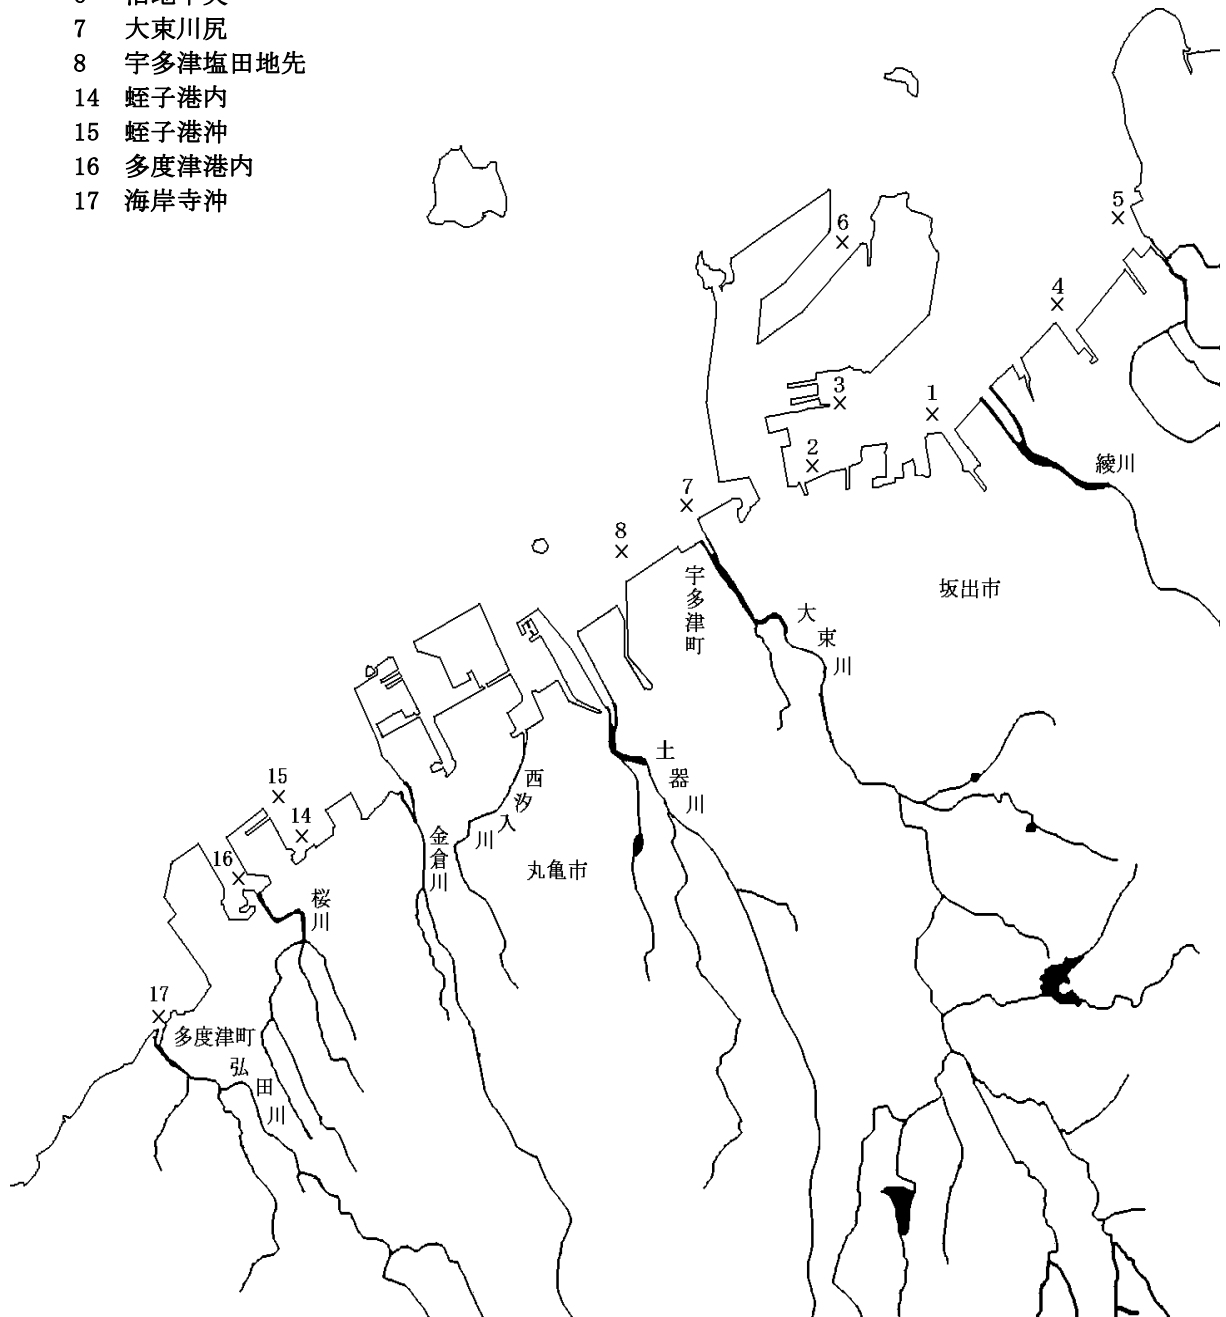 7 大束川尻
8 宇多津塩田地先
14 蛭子港内
15 蛭子港沖
16 多度津港内
17 海岸寺沖
5
6
4
3
1
2
綾川
7
8
宇多津町
坂出市
大束川
土器川
西汐入川
15
14
金倉川
丸亀市
16
桜川
17
多度津町
弘田川